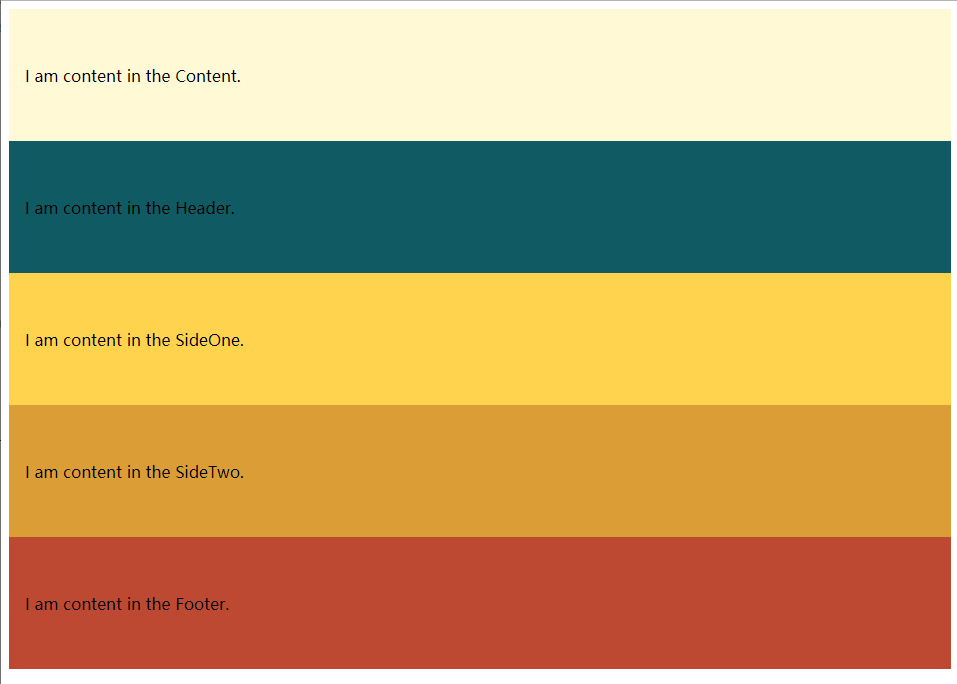 I am content in the Content.
I am content in the Header.
I am content in the SideOne.
I am content in the SideTwo.
I am content in the Footer.